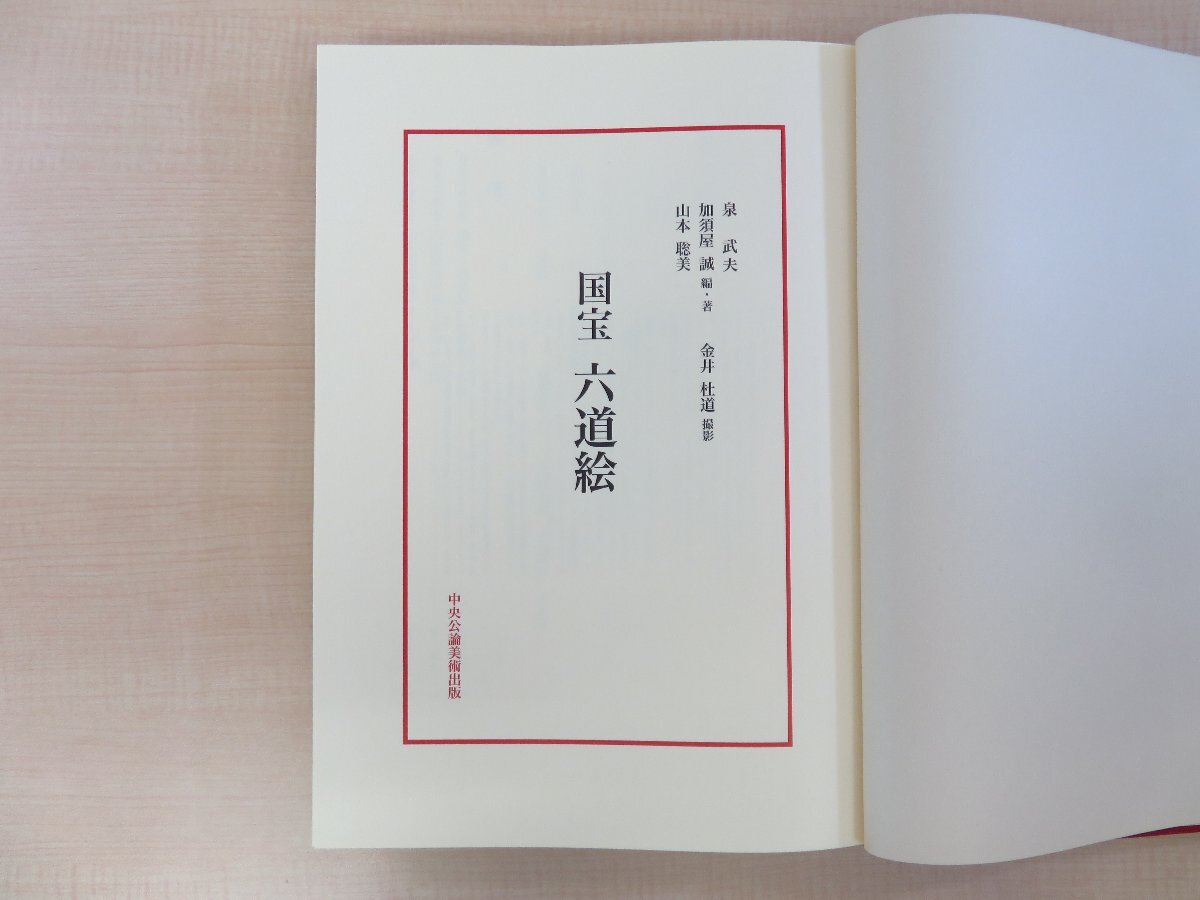 泉 武夫
加須屋 誠 編・著
山本 聡美
金井 杜道 撮影
国宝 六道絵
中央公論美術出版